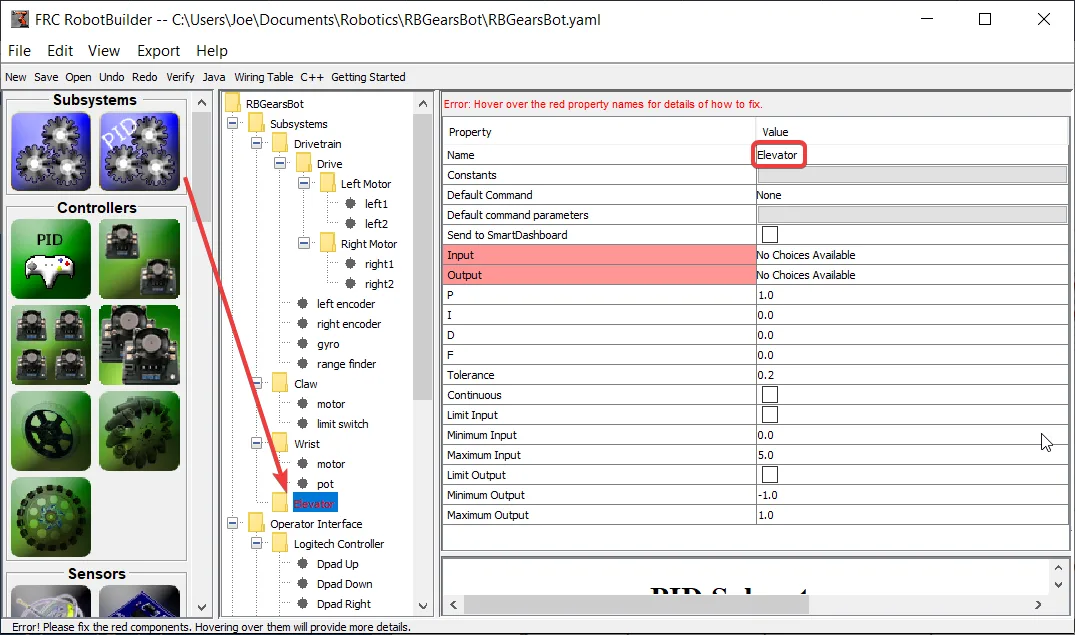 FRC RobotBuilder -- C:\Users\Joe\Documents\Robotics\RBGearsBot\RBGearsBot.yaml
File Edit View Export Help
New Save Open Undo Redo Verify Java Wiring Table C++ Getting Started
Subsystems
PID
Controllers
PID
Sensors
RBGearsBot
Subsystems
Drivetrain
Drive
Left Motor
left1
left2
Right Motor
right1
right2
left encoder
right encoder
gyro
range finder
Claw
motor
limit switch
Wrist
motor
pot
Elevator
Operator Interface
Logitech Controller
Dpad Up
Dpad Down
Dpad Right
Error: Hover over the red property names for details of how to fix.
Property Value
Name Elevator
Constants
Default Command None
Default command parameters
Send to SmartDashboard
Input No Choices Available
Output No Choices Available
P 1.0
I 0.0
D 0.0
F 0.0
Tolerance 0.2
Continuous
Limit Input
Minimum Input 0.0
Maximum Input 5.0
Limit Output
Minimum Output -1.0
Maximum Output 1.0
Error! Please fix the red components. Hovering over them will provide more details.